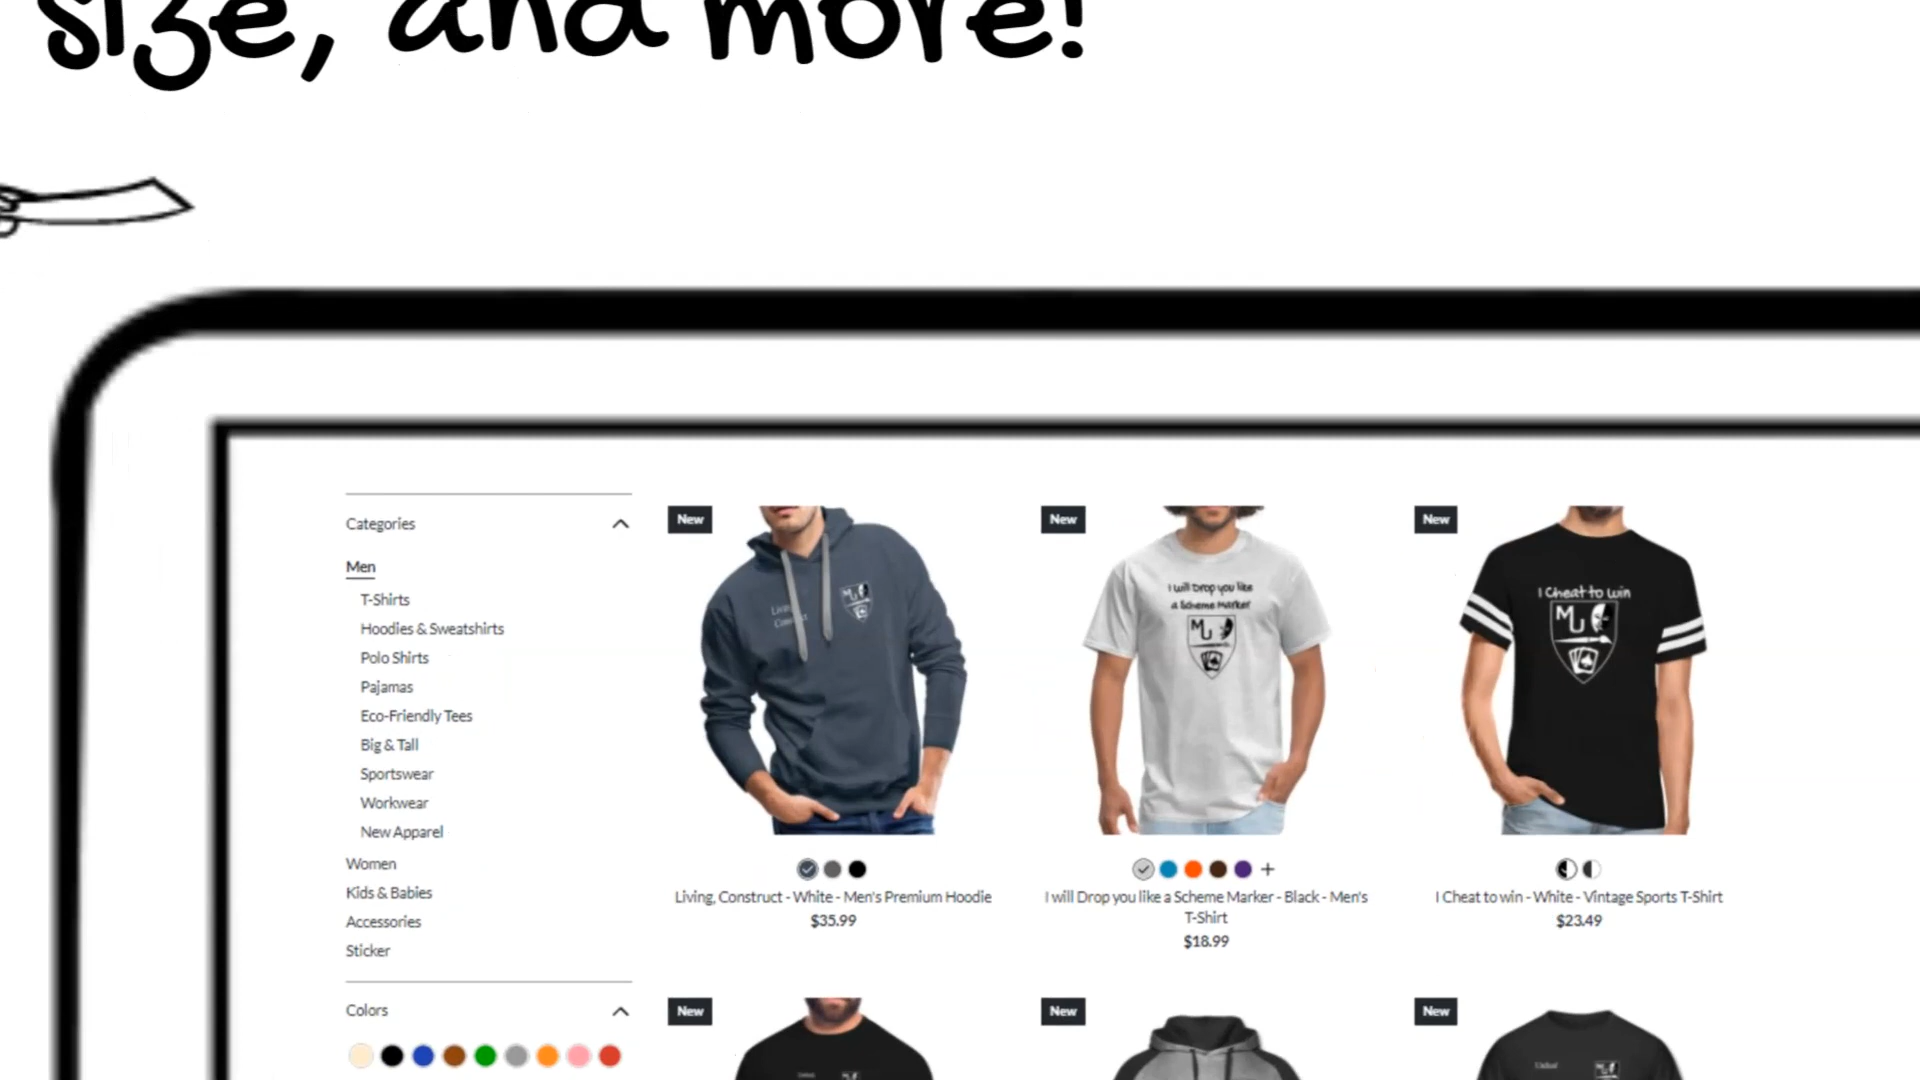 size, and more!
Categories
Men
T-Shirts
Hoodies & Sweatshirts
Polo Shirts
Pajamas
Eco-Friendly Tees
Big & Tall
Sportswear
Workwear
New Apparel
Women
Kids & Babies
Accessories
Sticker
Colors
New
Living, Construct - White - Men's Premium Hoodie
$35.99
New
I will Drop you like
a Scheme Marker
MU
I will Drop you like a Scheme Marker - Black - Men's
T-Shirt
$18.99
New
I Cheat to win
MU
I Cheat to win - White - Vintage Sports T-Shirt
$23.49
New
New
New